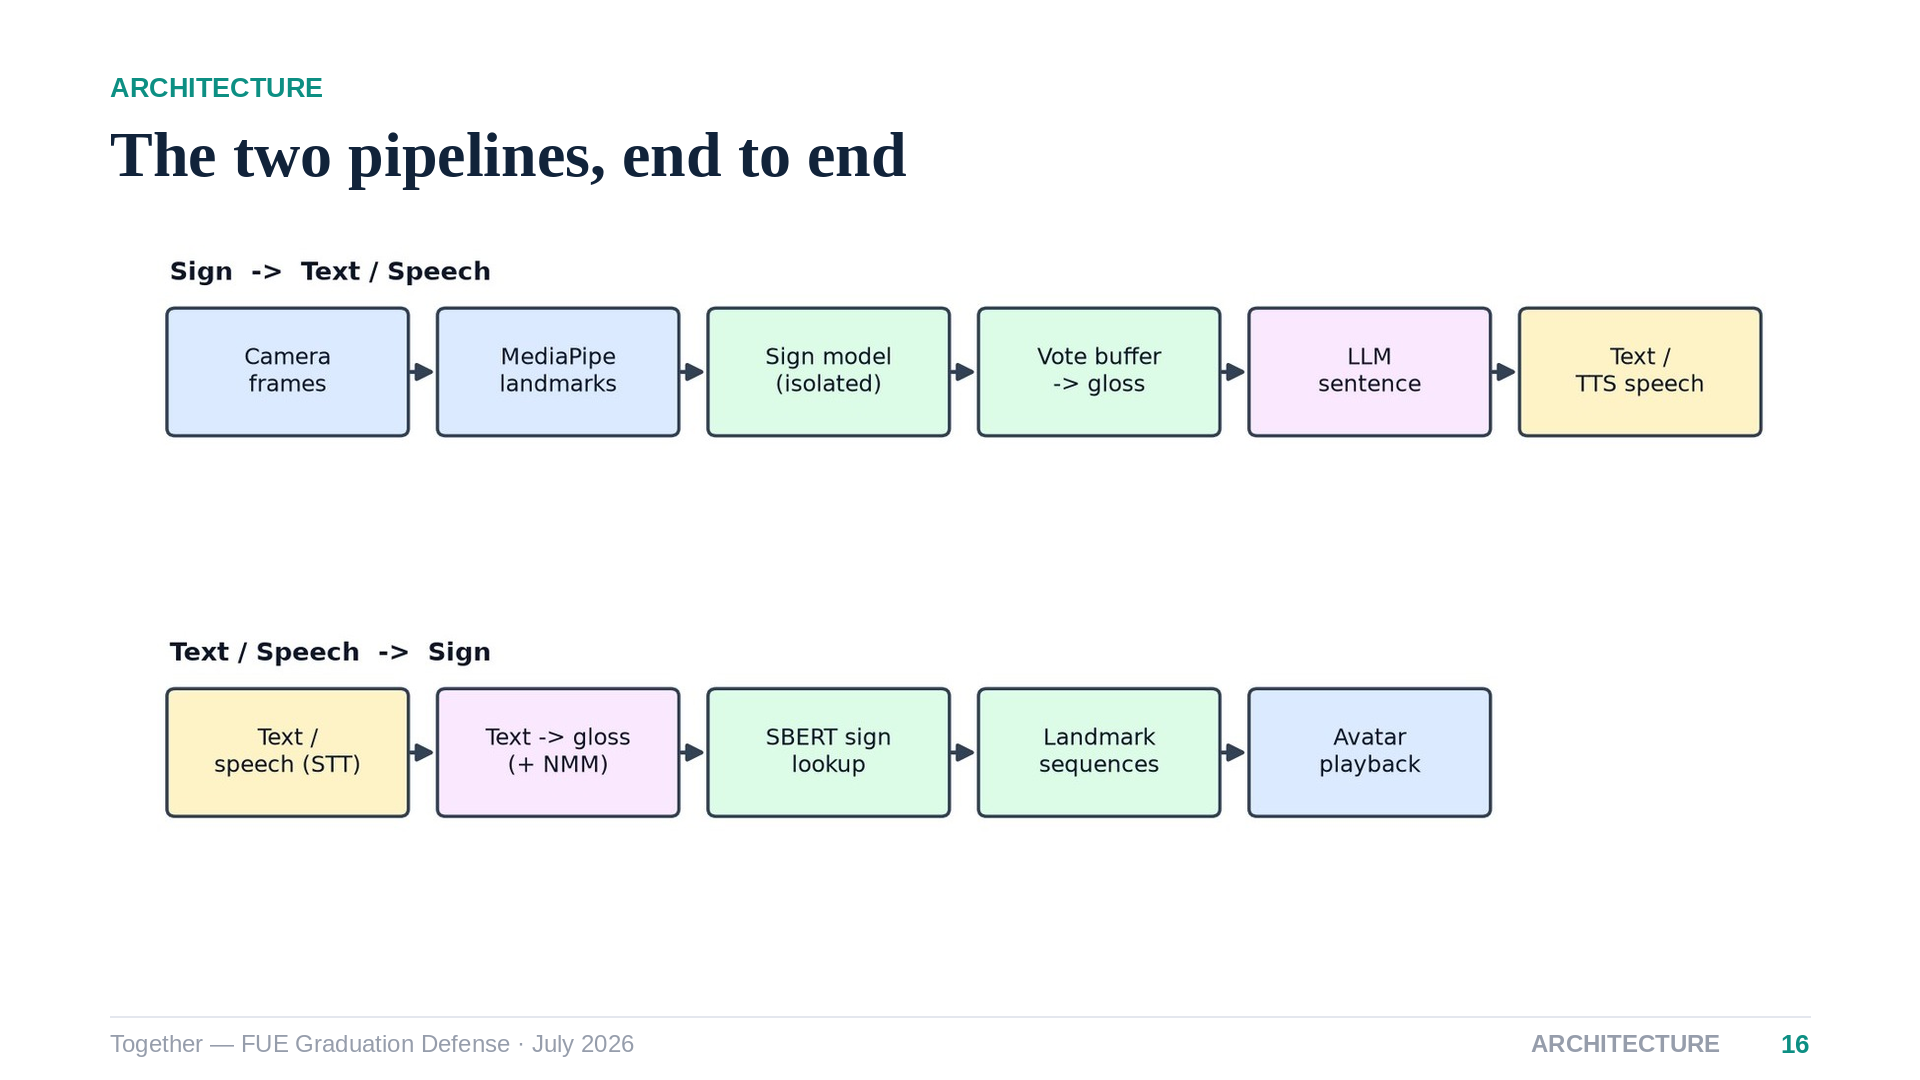 ARCHITECTURE
The two pipelines, end to end
Sign -> Text / Speech
Camera
frames
MediaPipe
landmarks
Sign model
(isolated)
Vote buffer
-> gloss
LLM
sentence
Text /
TTS speech
Text / Speech -> Sign
Text /
speech (STT)
Text -> gloss
(+ NMM)
SBERT sign
lookup
Landmark
sequences
Avatar
playback
Together — FUE Graduation Defense · July 2026
ARCHITECTURE 16